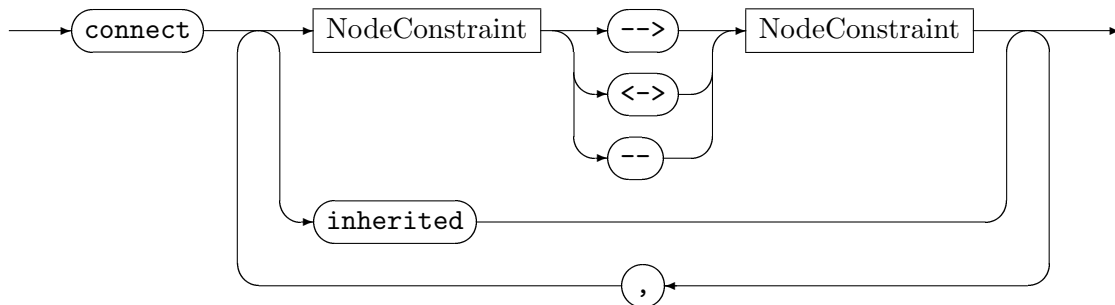 connect NodeConstraint --> NodeConstraint
<->
--
inherited
,